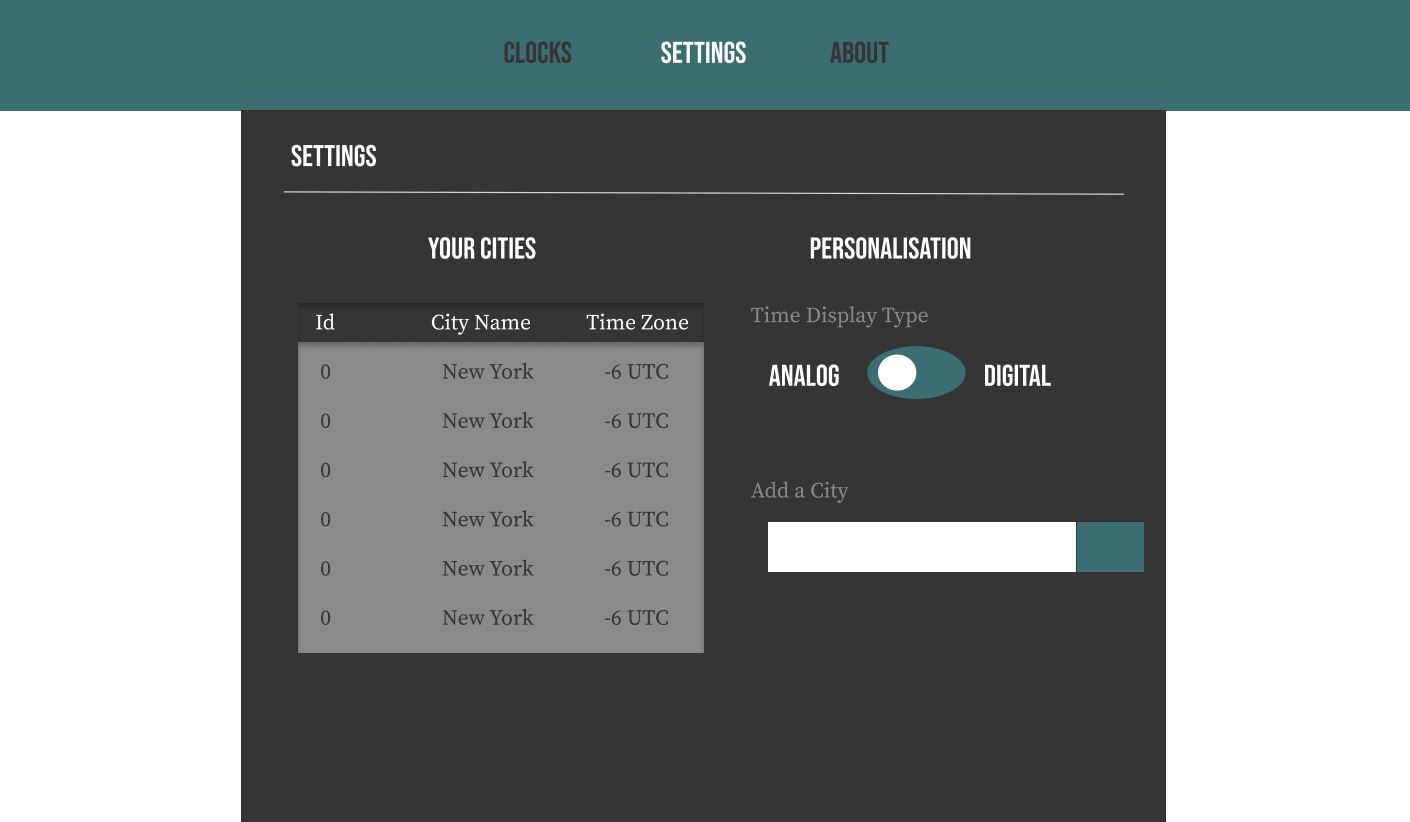 CLOCKS SETTINGS ABOUT
SETTINGS
YOUR CITIES
Id City Name Time Zone
0 New York -6 UTC
0 New York -6 UTC
0 New York -6 UTC
0 New York -6 UTC
0 New York -6 UTC
0 New York -6 UTC
PERSONALISATION
Time Display Type
ANALOG DIGITAL
Add a City